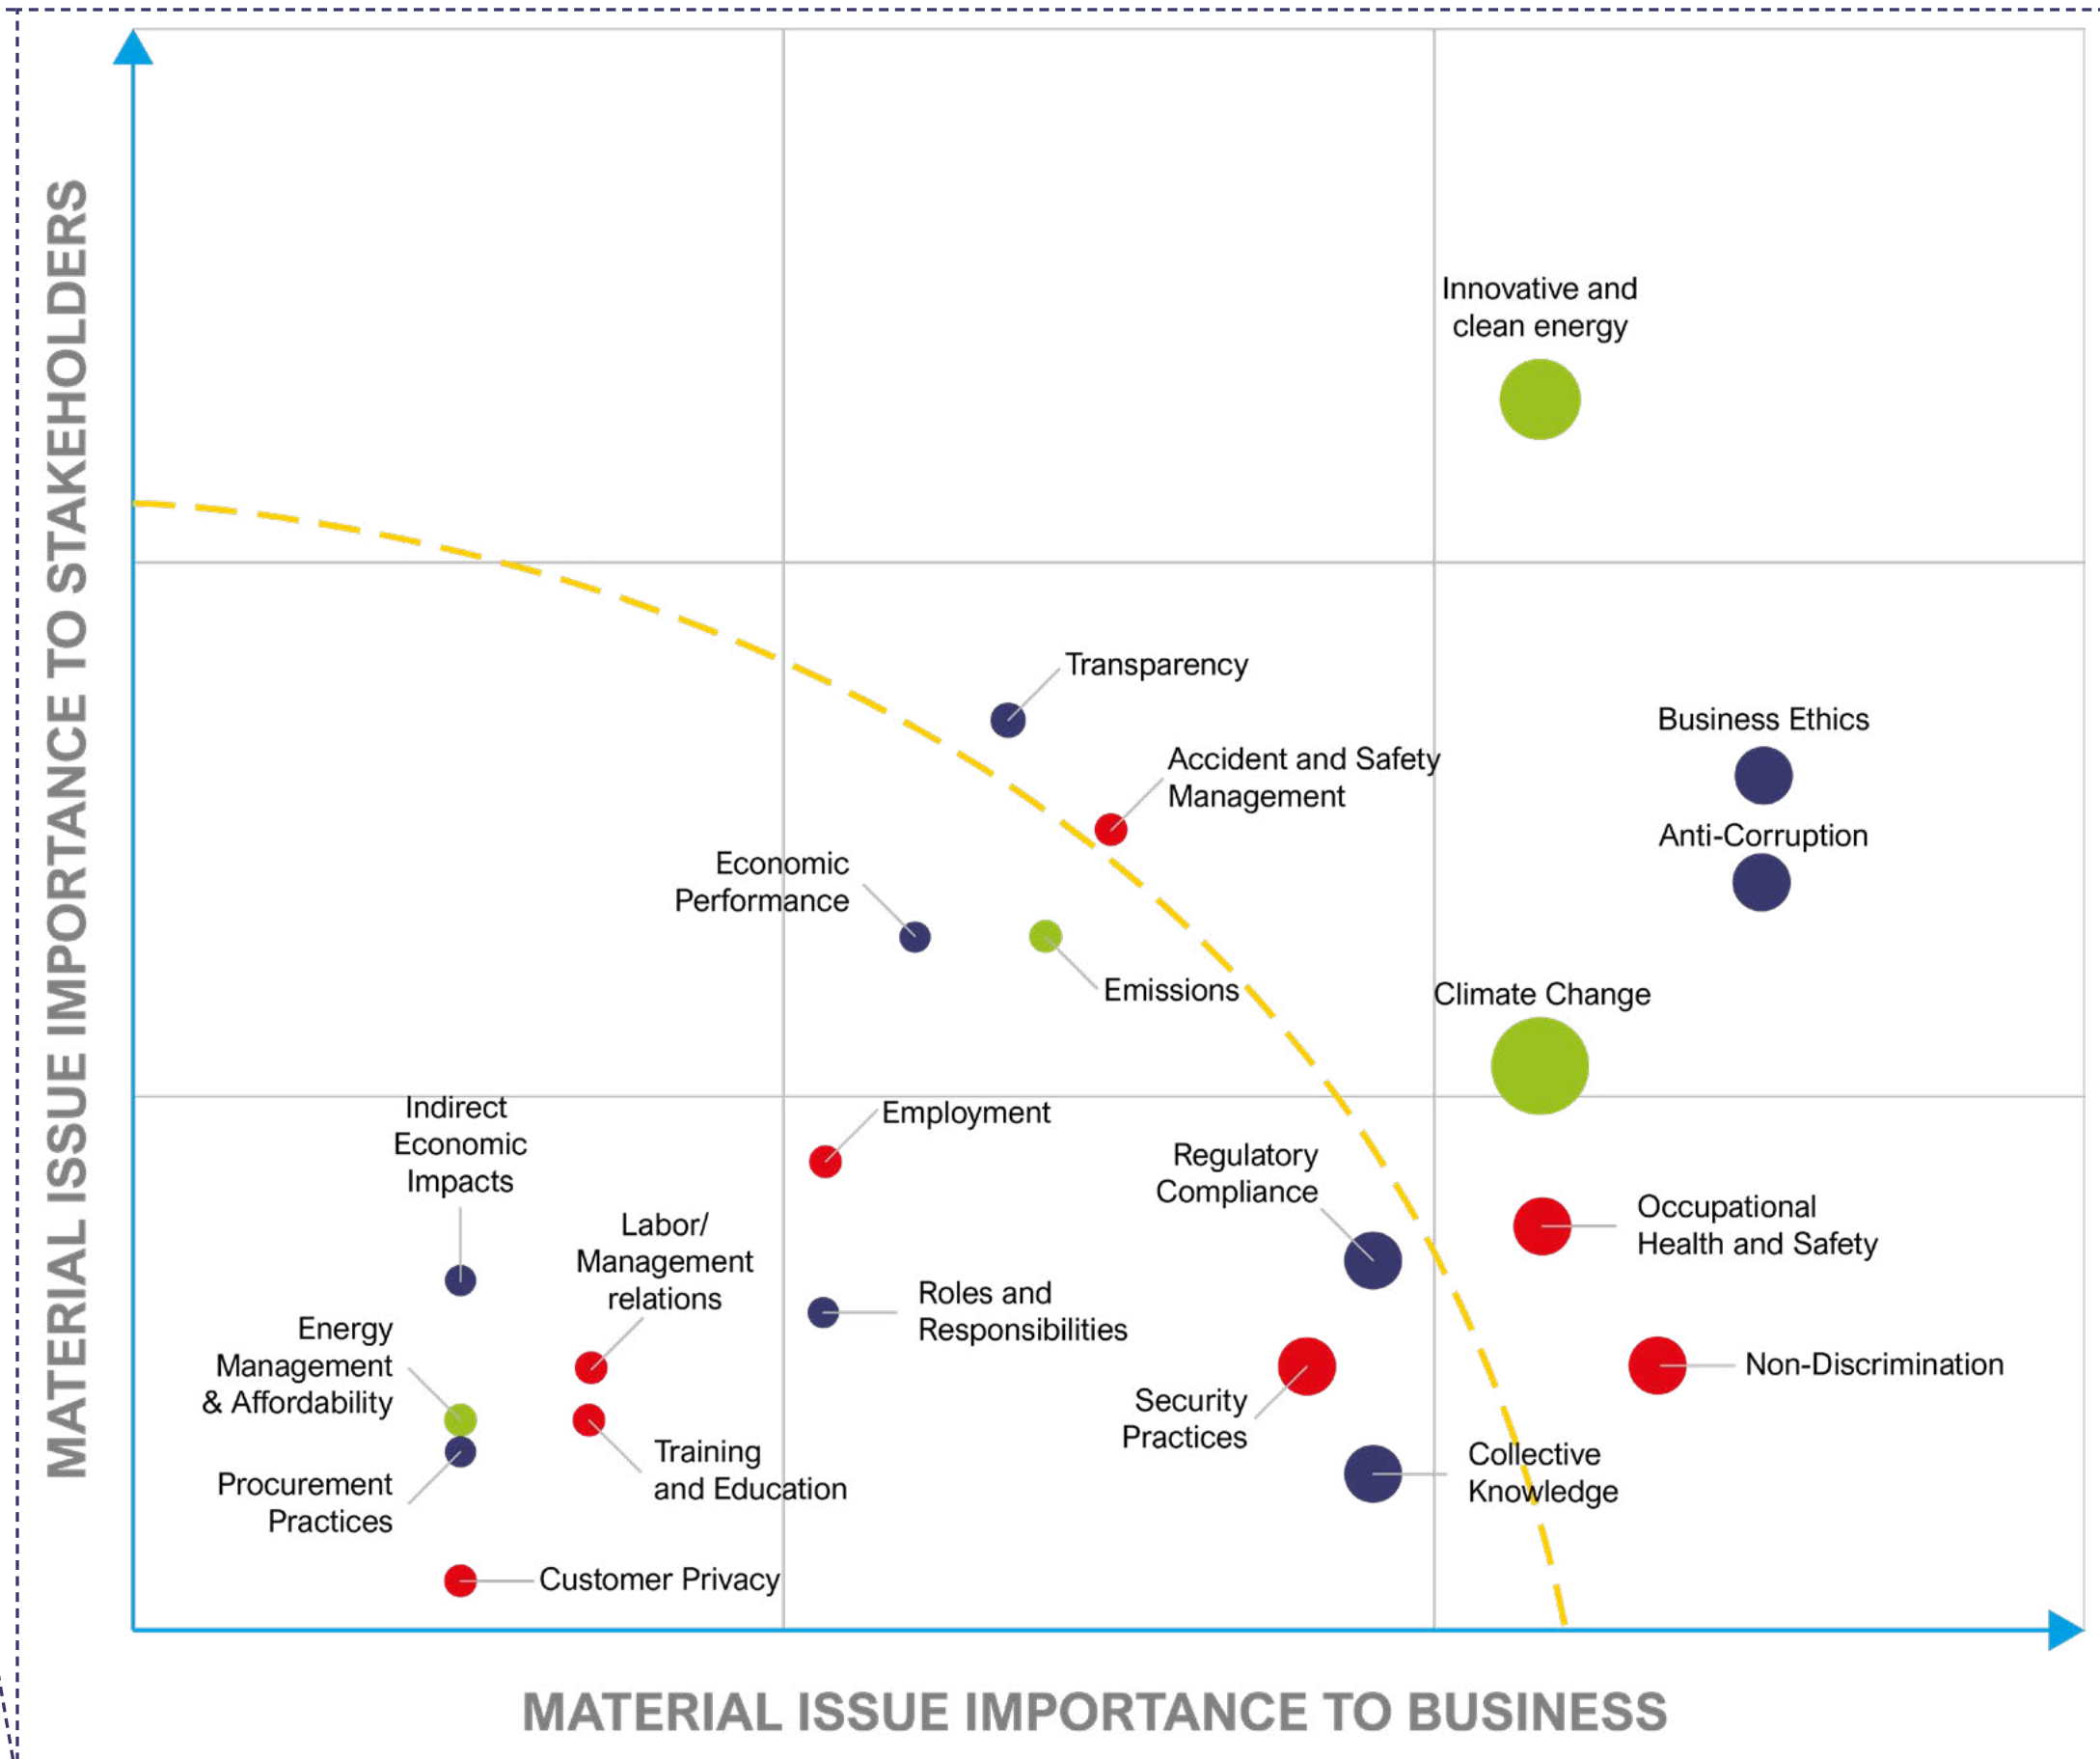 MATERIAL ISSUE IMPORTANCE TO STAKEHOLDERS
Innovative and
clean energy
Transparency
Business Ethics
Accident and Safety
Management
Anti-Corruption
Economic
Performance
Emissions
Climate Change
Indirect
Economic
Impacts
Employment
Regulatory
Compliance
Occupational
Health and Safety
Labor/
Management
relations
Roles and
Responsibilities
Energy
Management
& Affordability
Non-Discrimination
Security
Practices
Training
and Education
Collective
Knowledge
Procurement
Practices
Customer Privacy
MATERIAL ISSUE IMPORTANCE TO BUSINESS